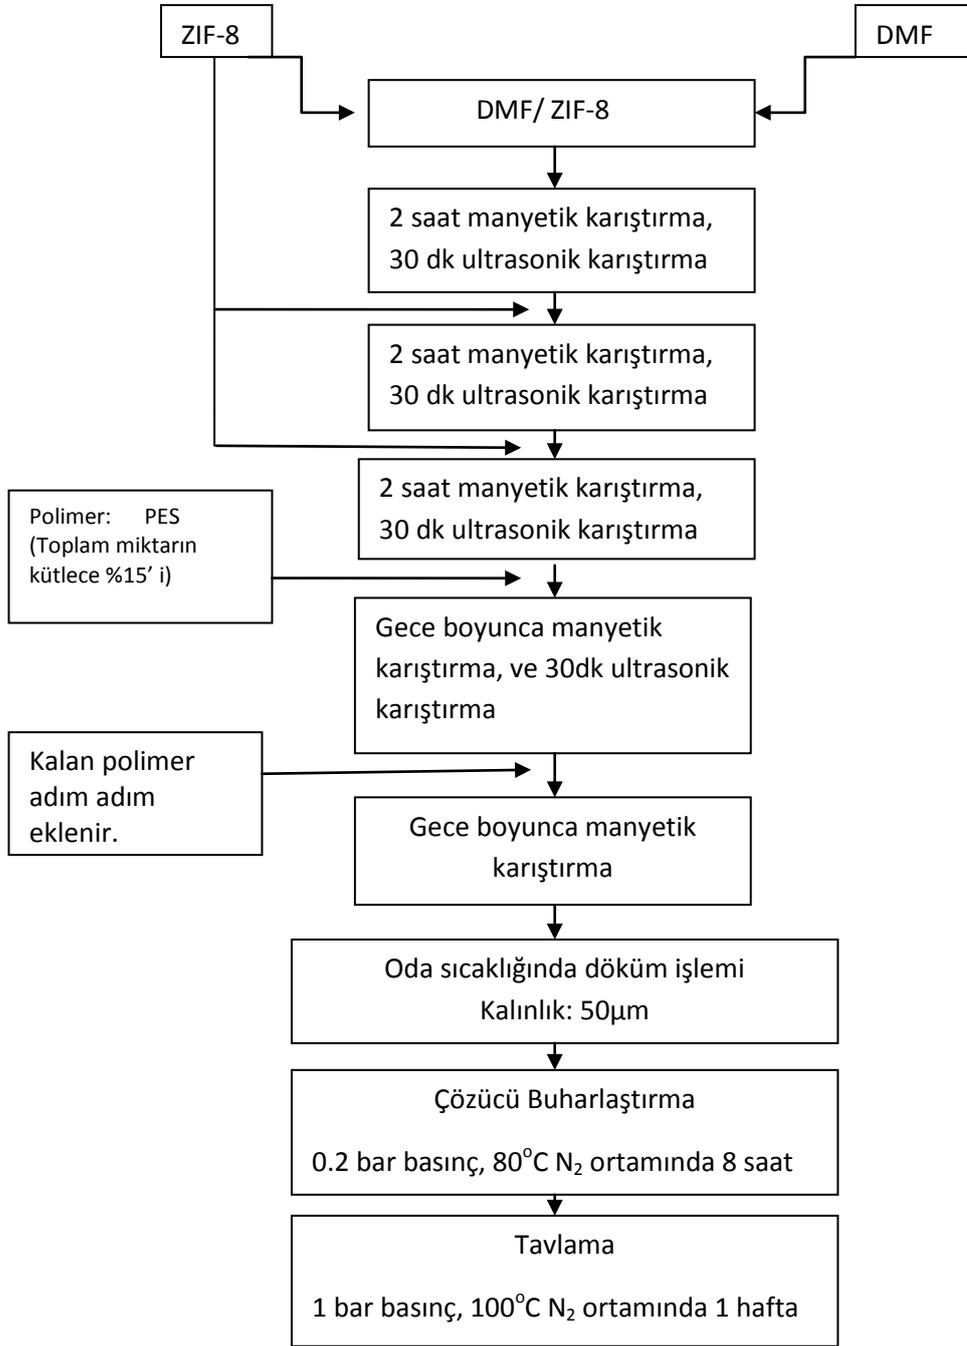 ZIF-8
DMF
DMF/ ZIF-8
2 saat manyetik karıştırma,
30 dk ultrasonik karıştırma
2 saat manyetik karıştırma,
30 dk ultrasonik karıştırma
2 saat manyetik karıştırma,
30 dk ultrasonik karıştırma
Polimer: PES
(Toplam miktarın
kütlece %15' i)
Gece boyunca manyetik
karıştırma, ve 30dk ultrasonik
karıştırma
Kalan polimer
adım adım
eklenir.
Gece boyunca manyetik
karıştırma
Oda sıcaklığında döküm işlemi
Kalınlık: 50µm
Çözücü Buharlaştırma
0.2 bar basınç, 80°C N₂ ortamında 8 saat
Tavlama
1 bar basınç, 100°C N₂ ortamında 1 hafta